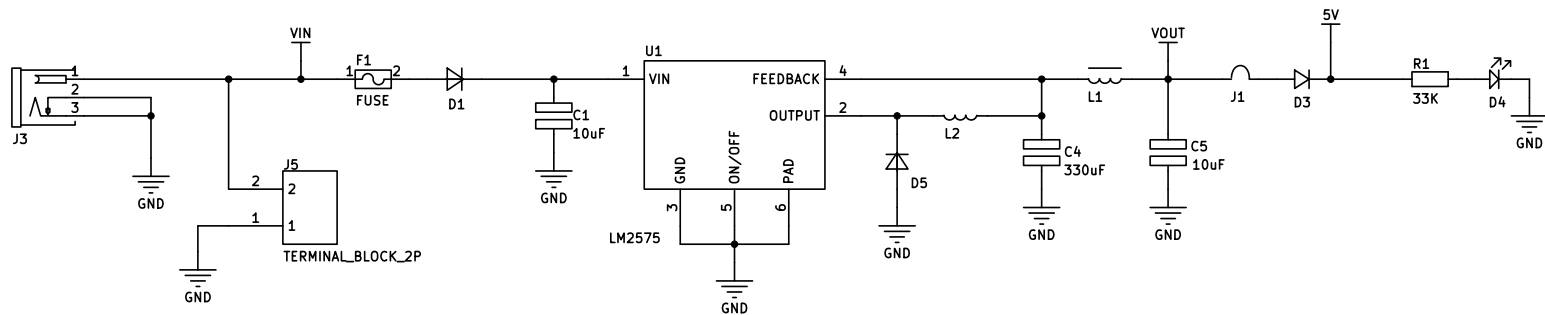 J3
1
2
3
GND
VIN
J5
2
2
1
1
TERMINAL_BLOCK_2P
GND
F1
1
2
FUSE
D1
C1
10uF
GND
U1
1
VIN
FEEDBACK
4
OUTPUT
2
GND
ON/OFF
PAD
3
5
6
LM2575
GND
D5
GND
L2
C4
330uF
GND
L1
VOUT
C5
10uF
GND
J1
D3
5V
R1
33K
D4
GND